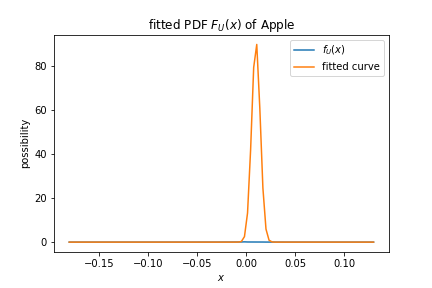 fitted PDF $F_U(x)$ of Apple
$f_U(x)$
fitted curve
possibility
80
60
40
20
0
−0.15 −0.10 −0.05 0.00 0.05 0.10
x